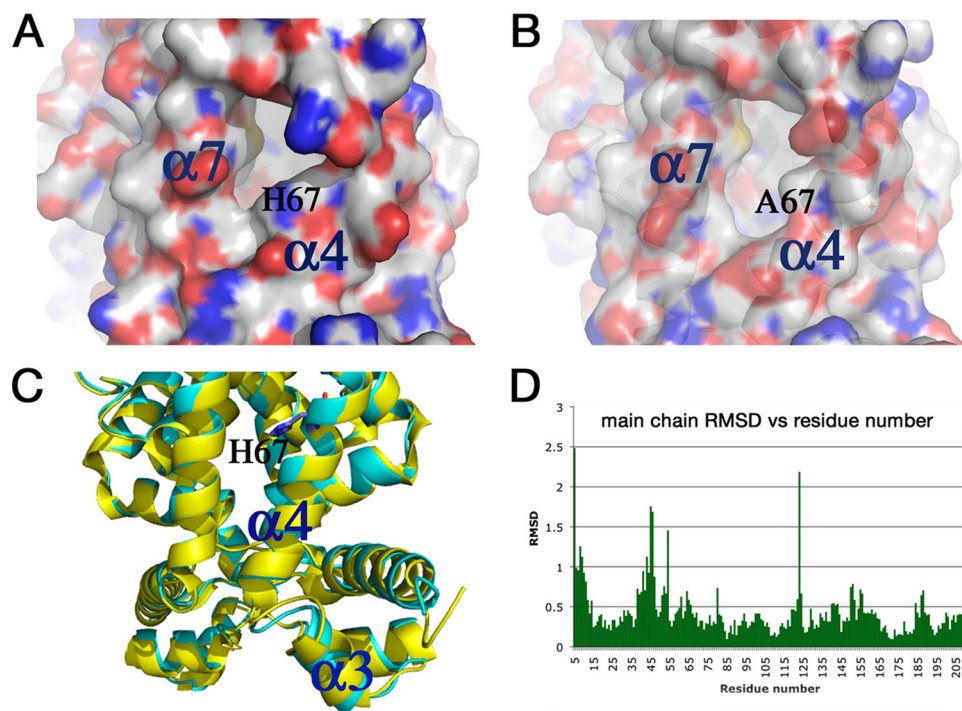 A
α7
H67
α4
B
α7
A67
α4
C
H67
α4
α3
D
main chain RMSD vs residue number
RMSD
3
2.5
2
1.5
1
0.5
0
5 15 25 35 45 55 65 75 85 95 105 115 125 135 145 155 165 175 185 195 205
Residue number